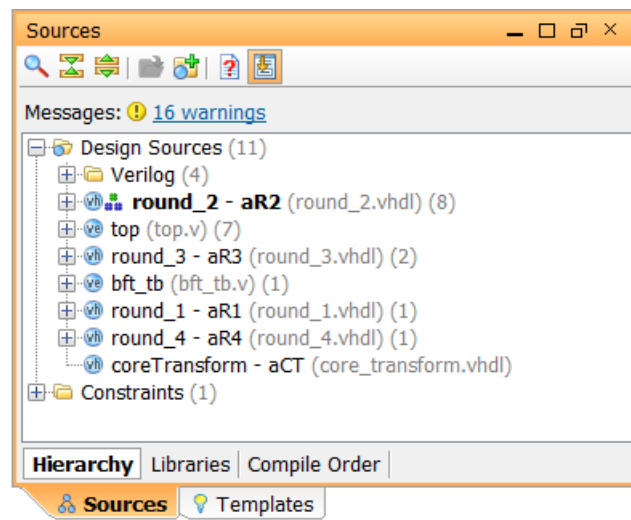 Sources
Messages: 16 warnings
Design Sources (11)
Verilog (4)
round_2 - aR2 (round_2.vhdl) (8)
top (top.v) (7)
round_3 - aR3 (round_3.vhdl) (2)
bft_tb (bft_tb.v) (1)
round_1 - aR1 (round_1.vhdl) (1)
round_4 - aR4 (round_4.vhdl) (1)
coreTransform - aCT (core_transform.vhdl)
Constraints (1)
Hierarchy Libraries Compile Order
Sources Templates